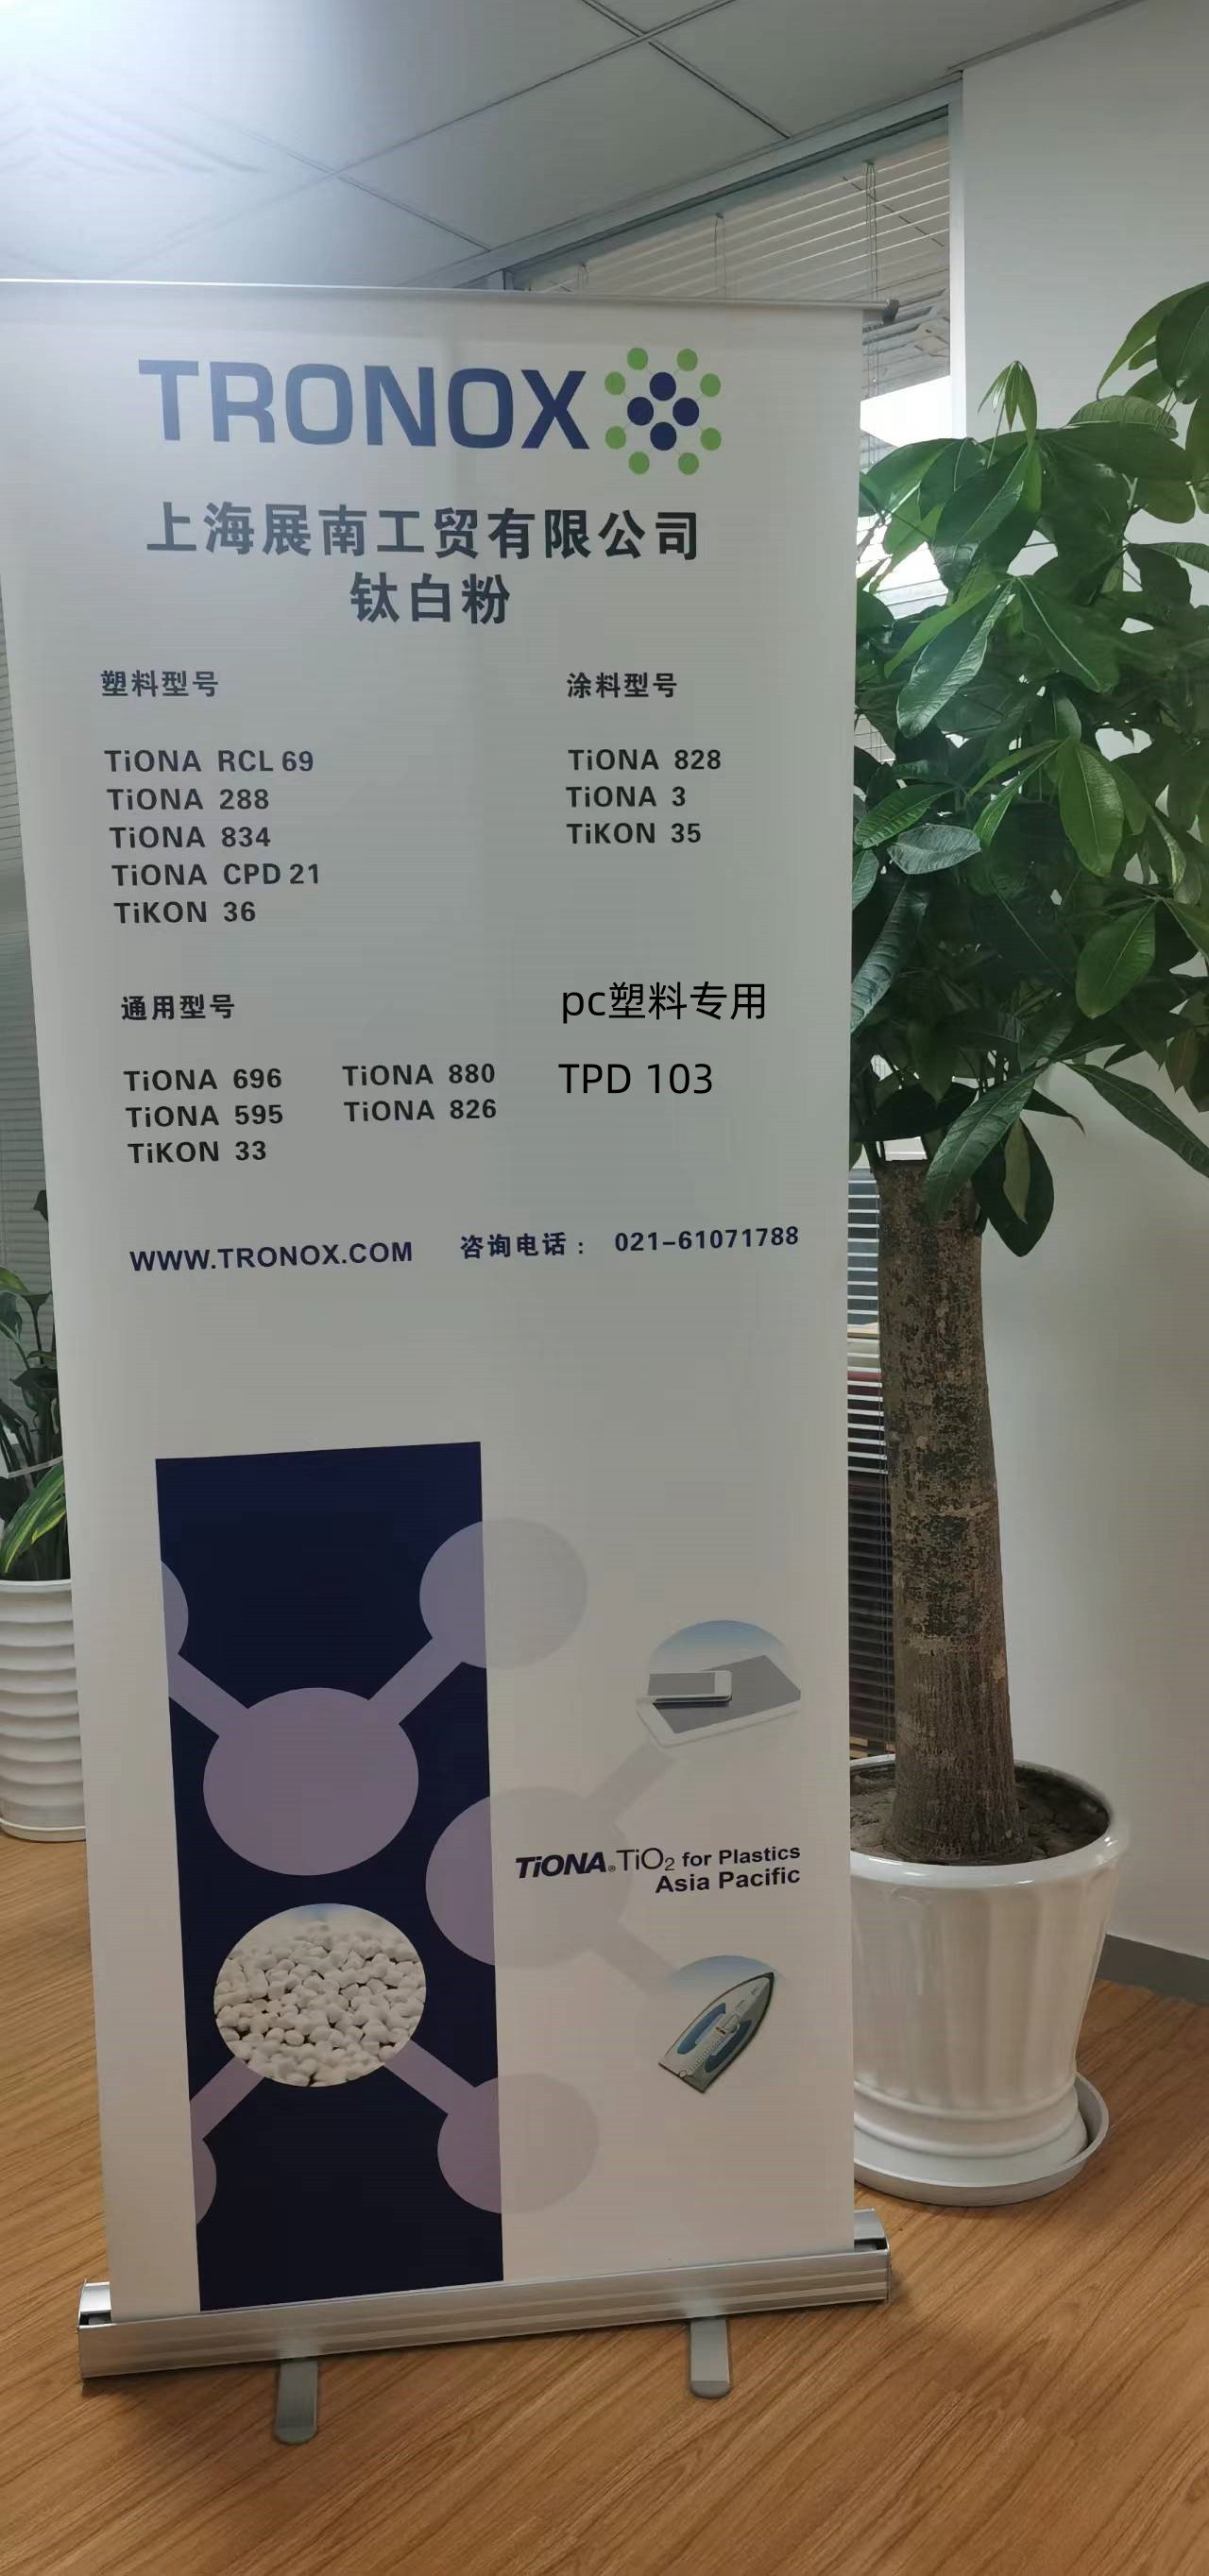 TRONOX
上海展南工贸有限公司
钛白粉
塑料型号
TiONA RCL 69
TiONA 288
TiONA 834
TiONA CPD 21
TiKON 36
涂料型号
TiONA 828
TiONA 3
TiKON 35
通用型号
TiONA 696 TiONA 880
TiONA 595 TiONA 826
TiKON 33
pc塑料专用
TPD 103
WWW.TRONOX.COM 咨询电话： 021-61071788
TiONA® TiO2 for Plastics
Asia Pacific